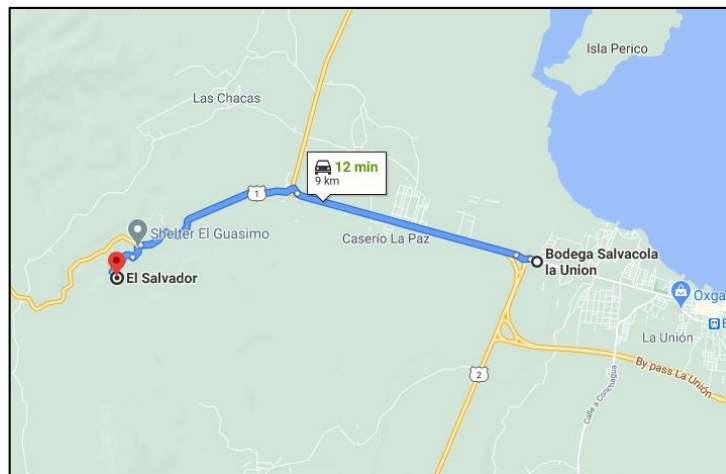 Isla Perico
Las Chacas
12 min
9 km
1
Shelter El Guasimo
Caserío La Paz
El Salvador
Bodega Salvacola
la Union
Oxga
La Unión
By pass La Unión
2
Calle a Conchagua